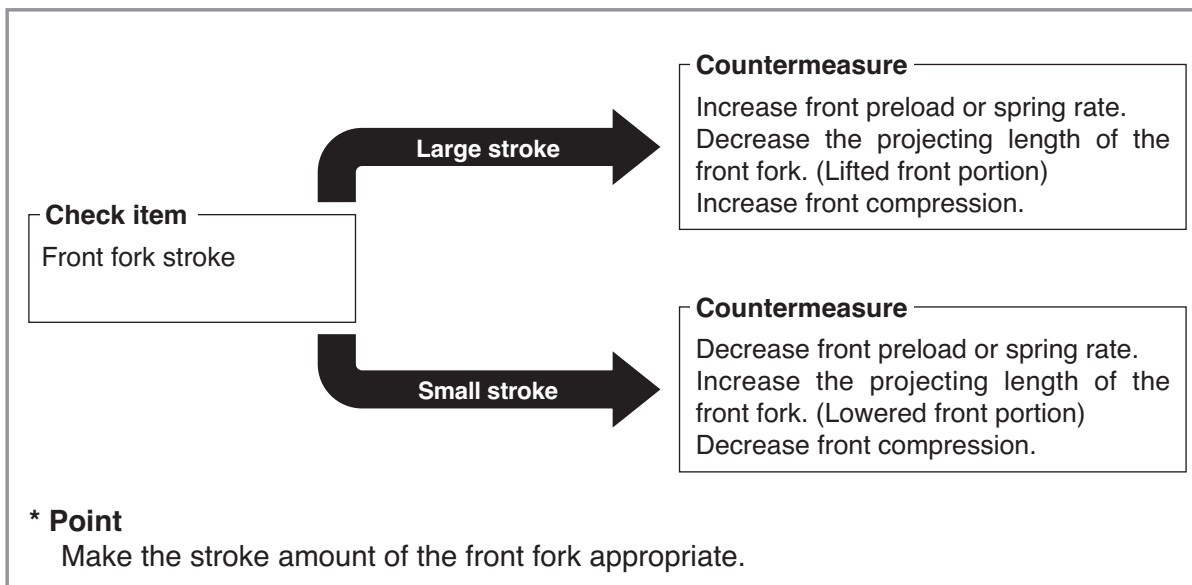 Check item
Front fork stroke
Large stroke
Countermeasure
Increase front preload or spring rate.
Decrease the projecting length of the
front fork. (Lifted front portion)
Increase front compression.
Small stroke
Countermeasure
Decrease front preload or spring rate.
Increase the projecting length of the
front fork. (Lowered front portion)
Decrease front compression.
* Point
Make the stroke amount of the front fork appropriate.